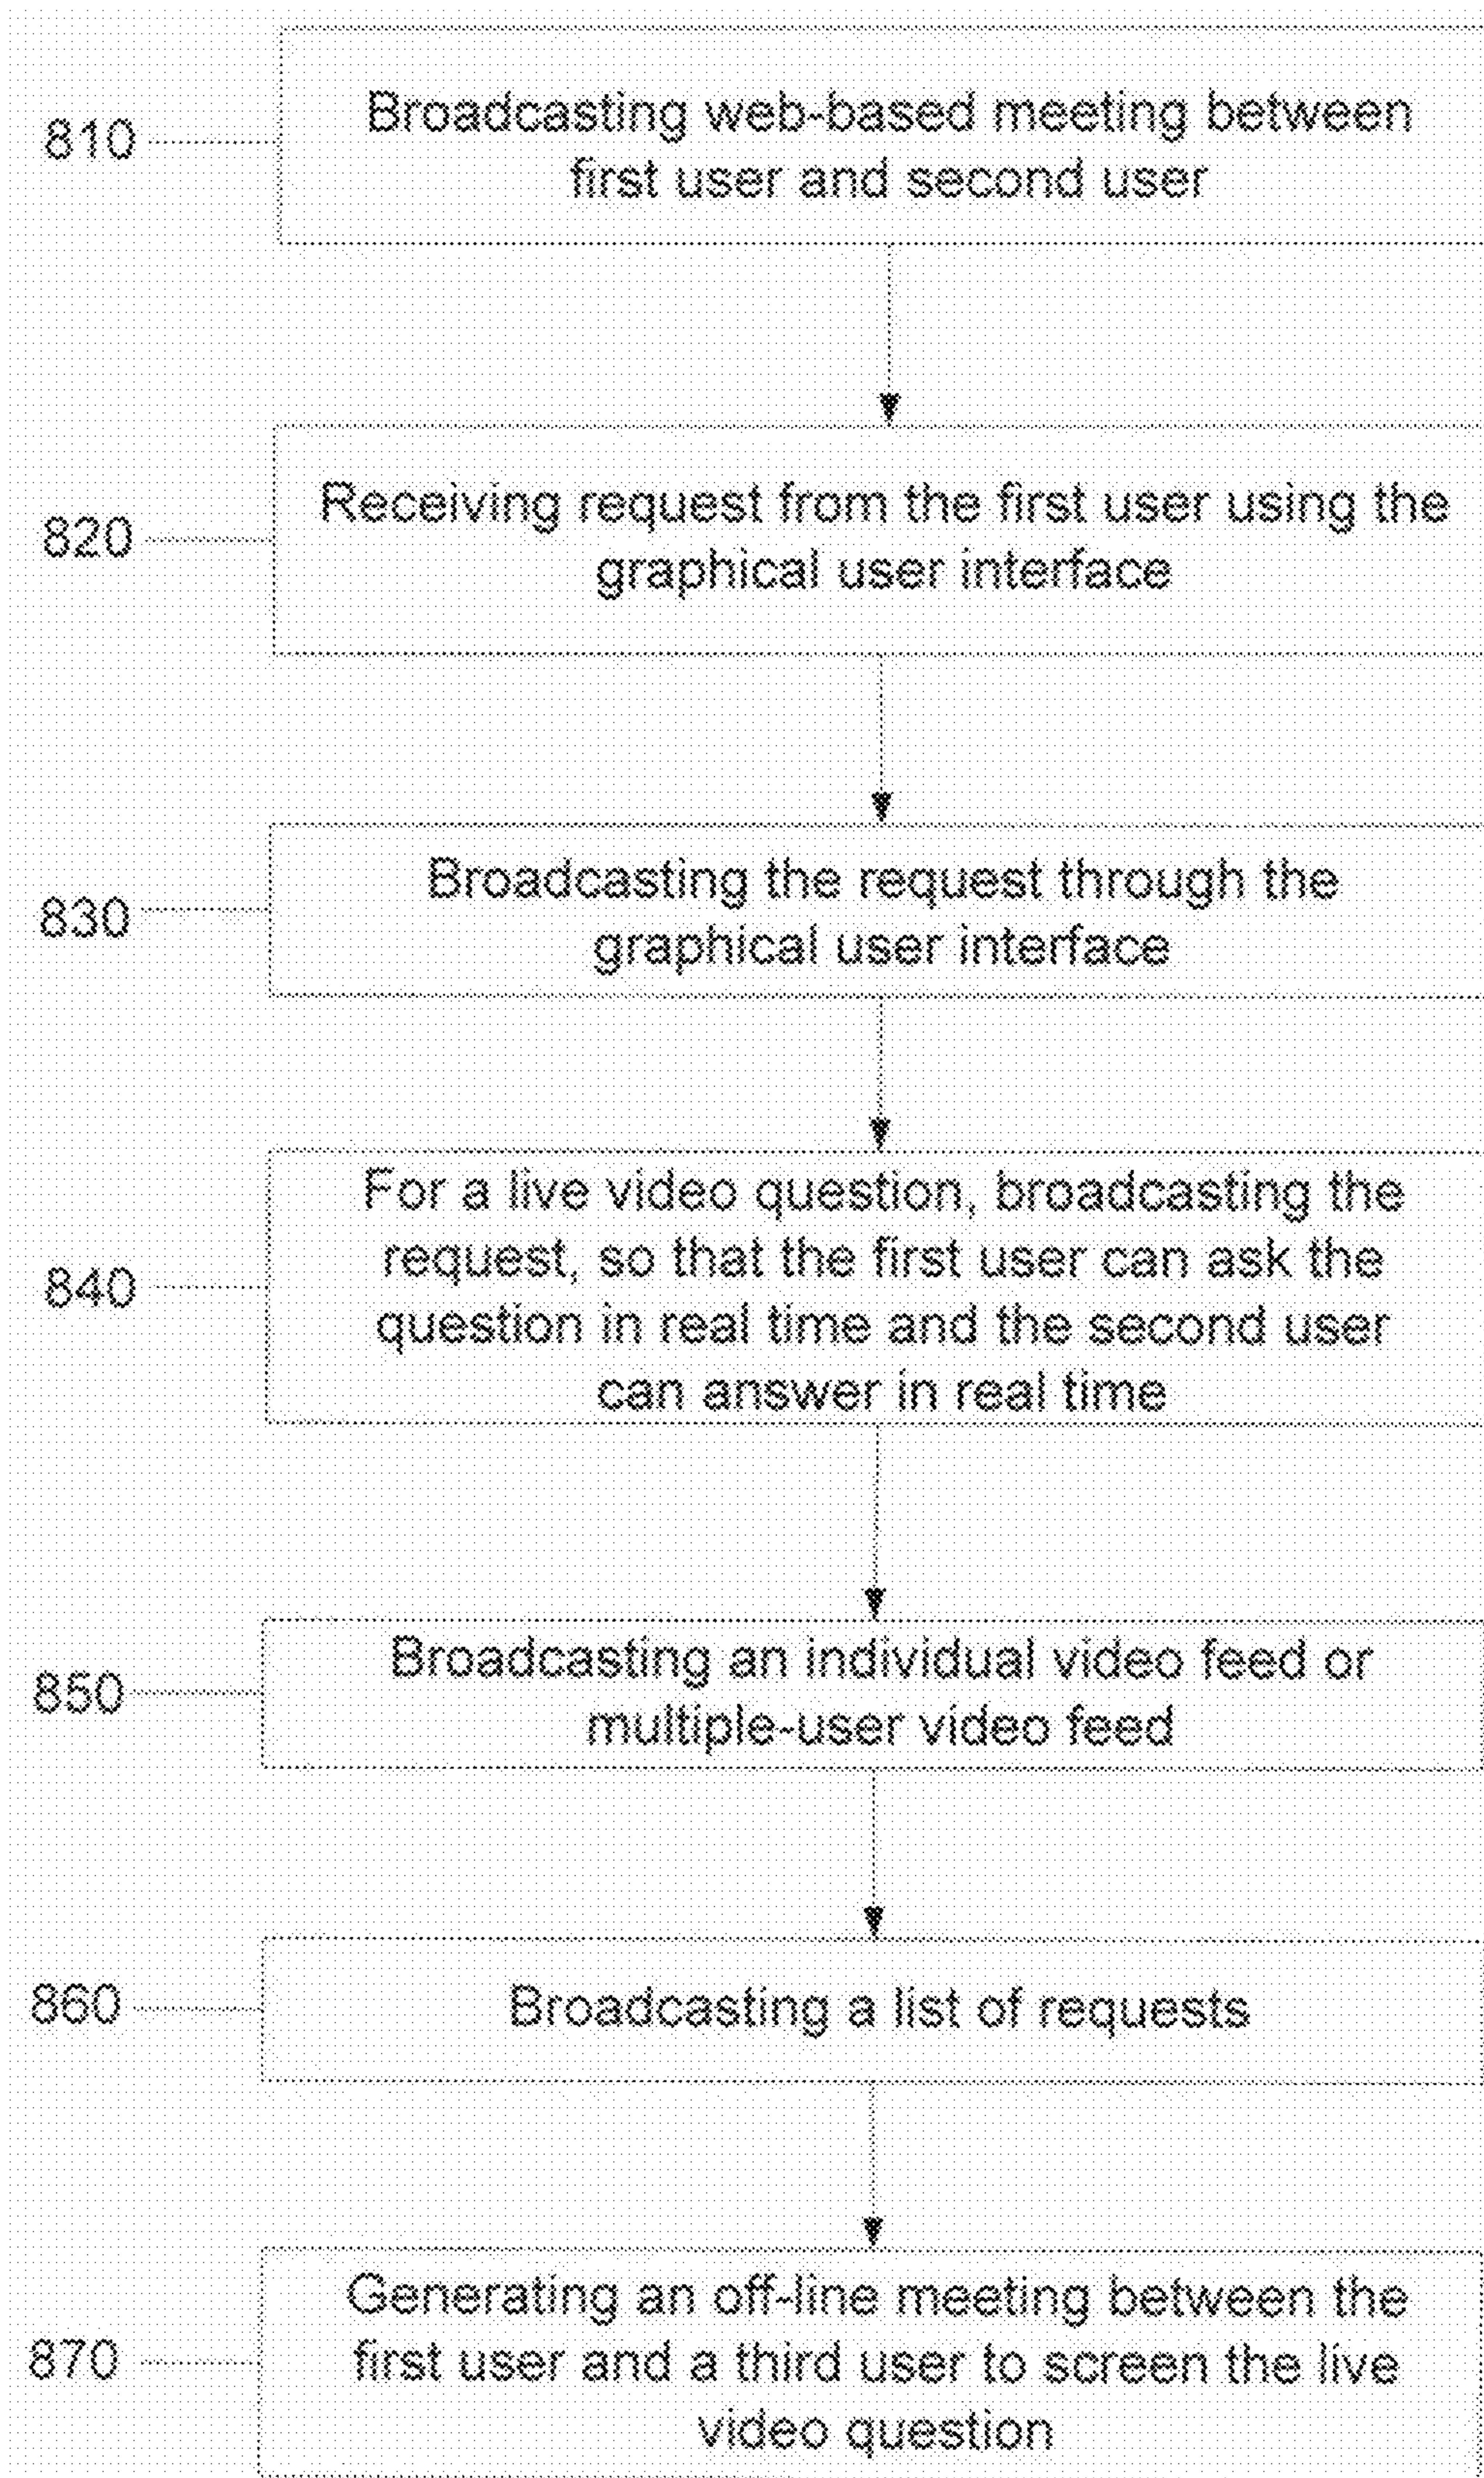 810
Broadcasting web-based meeting between
first user and second user
820
Receiving request from the first user using the
graphical user interface
830
Broadcasting the request through the
graphical user interface
840
For a live video question, broadcasting the
request, so that the first user can ask the
question in real time and the second user
can answer in real time
850
Broadcasting an individual video feed or
multiple-user video feed
860
Broadcasting a list of requests
870
Generating an off-line meeting between the
first user and a third user to screen the live
video question